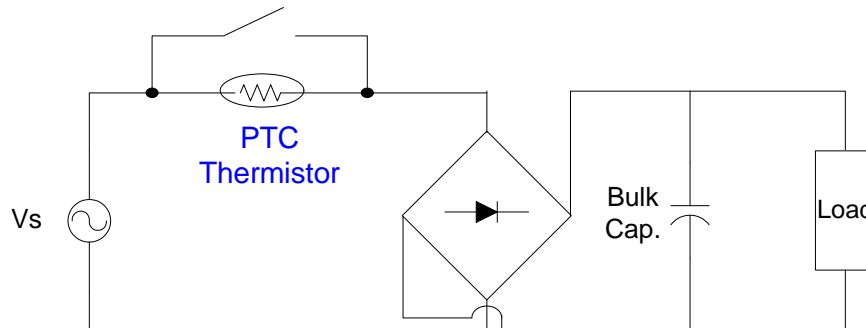 PTC
Thermistor
Vs
Bulk
Cap.
Load